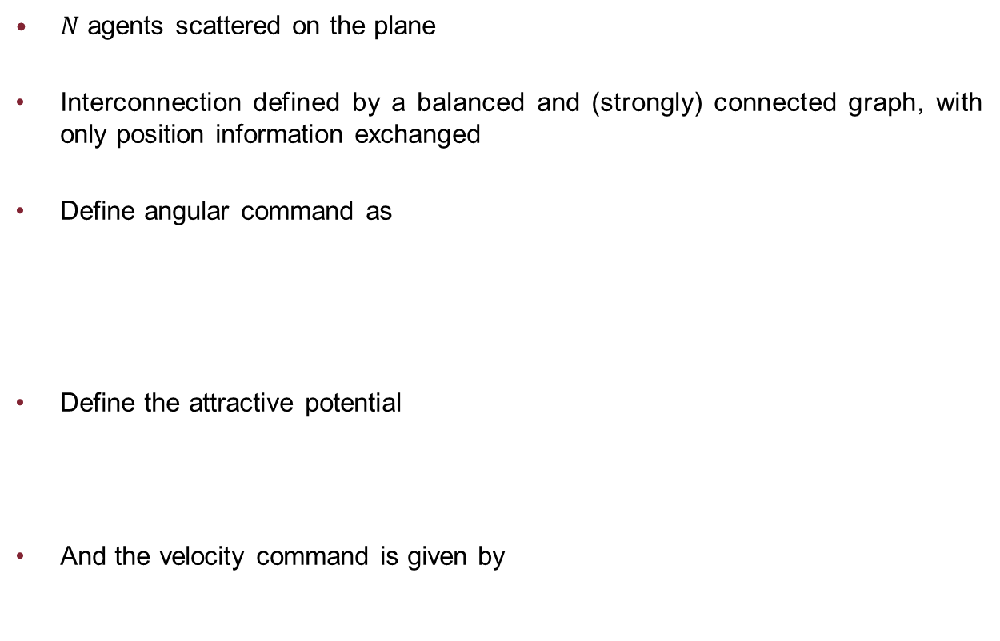 • N agents scattered on the plane
• Interconnection defined by a balanced and (strongly) connected graph, with
only position information exchanged
• Define angular command as
• Define the attractive potential
• And the velocity command is given by